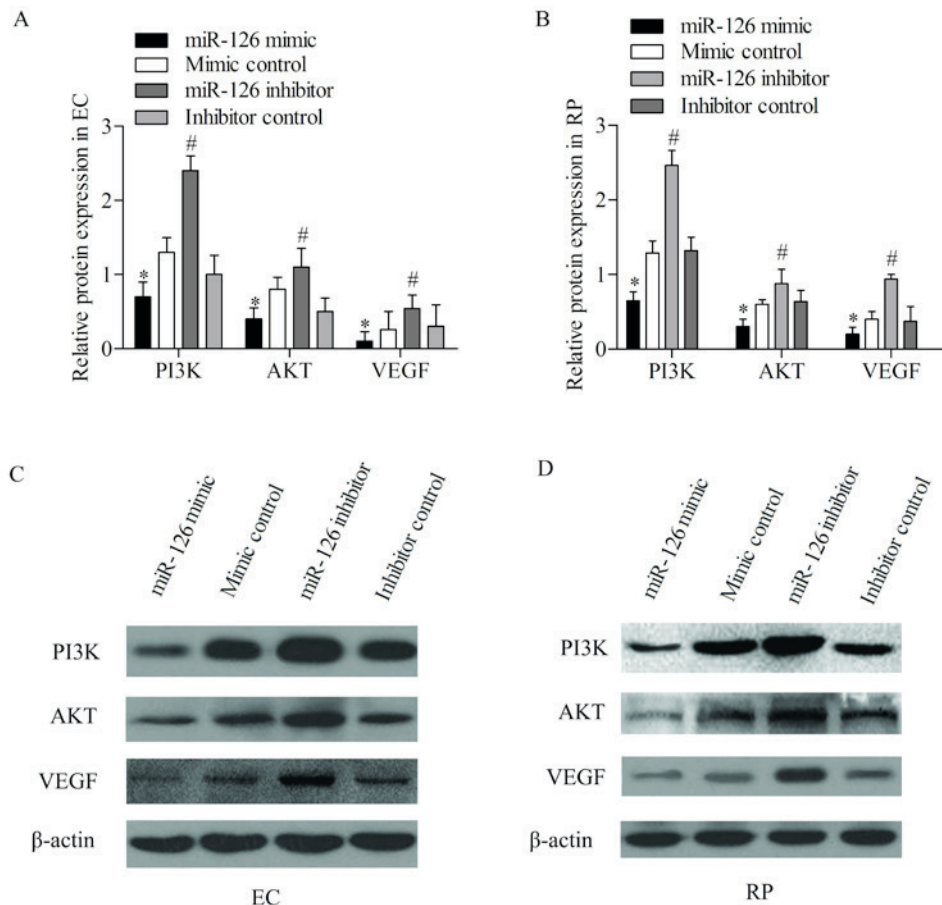 A
miR-126 mimic
Mimic control
miR-126 inhibitor
Inhibitor control
Relative protein expression in EC
3
2
1
0
*
#
*
#
*
#
PI3K AKT VEGF
B
miR-126 mimic
Mimic control
miR-126 inhibitor
Inhibitor control
Relative protein expression in RP
3
2
1
0
*
#
*
#
*
#
PI3K AKT VEGF
C
miR-126 mimic
Mimic control
miR-126 inhibitor
Inhibitor control
PI3K
AKT
VEGF
β-actin
EC
D
miR-126 mimic
Mimic control
miR-126 inhibitor
Inhibitor control
PI3K
AKT
VEGF
β-actin
RP